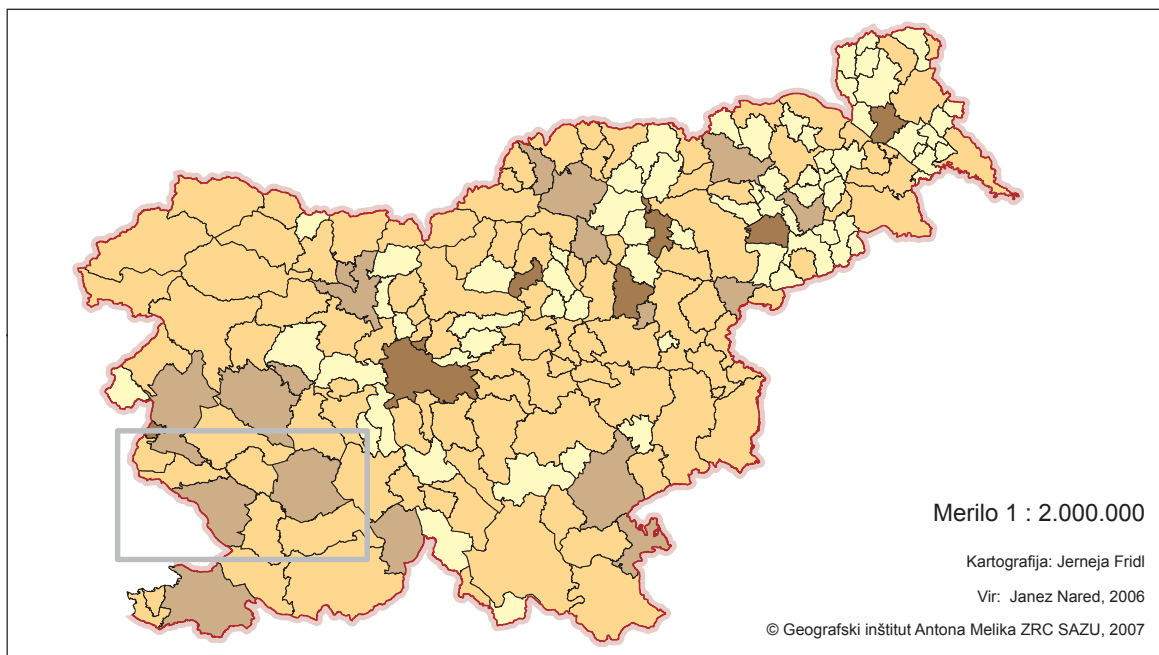 Merilo 1 : 2.000.000
Kartografija: Jerneja Fridl
Vir: Janez Nared, 2006
© Geografski inštitut Antona Melika ZRC SAZU, 2007